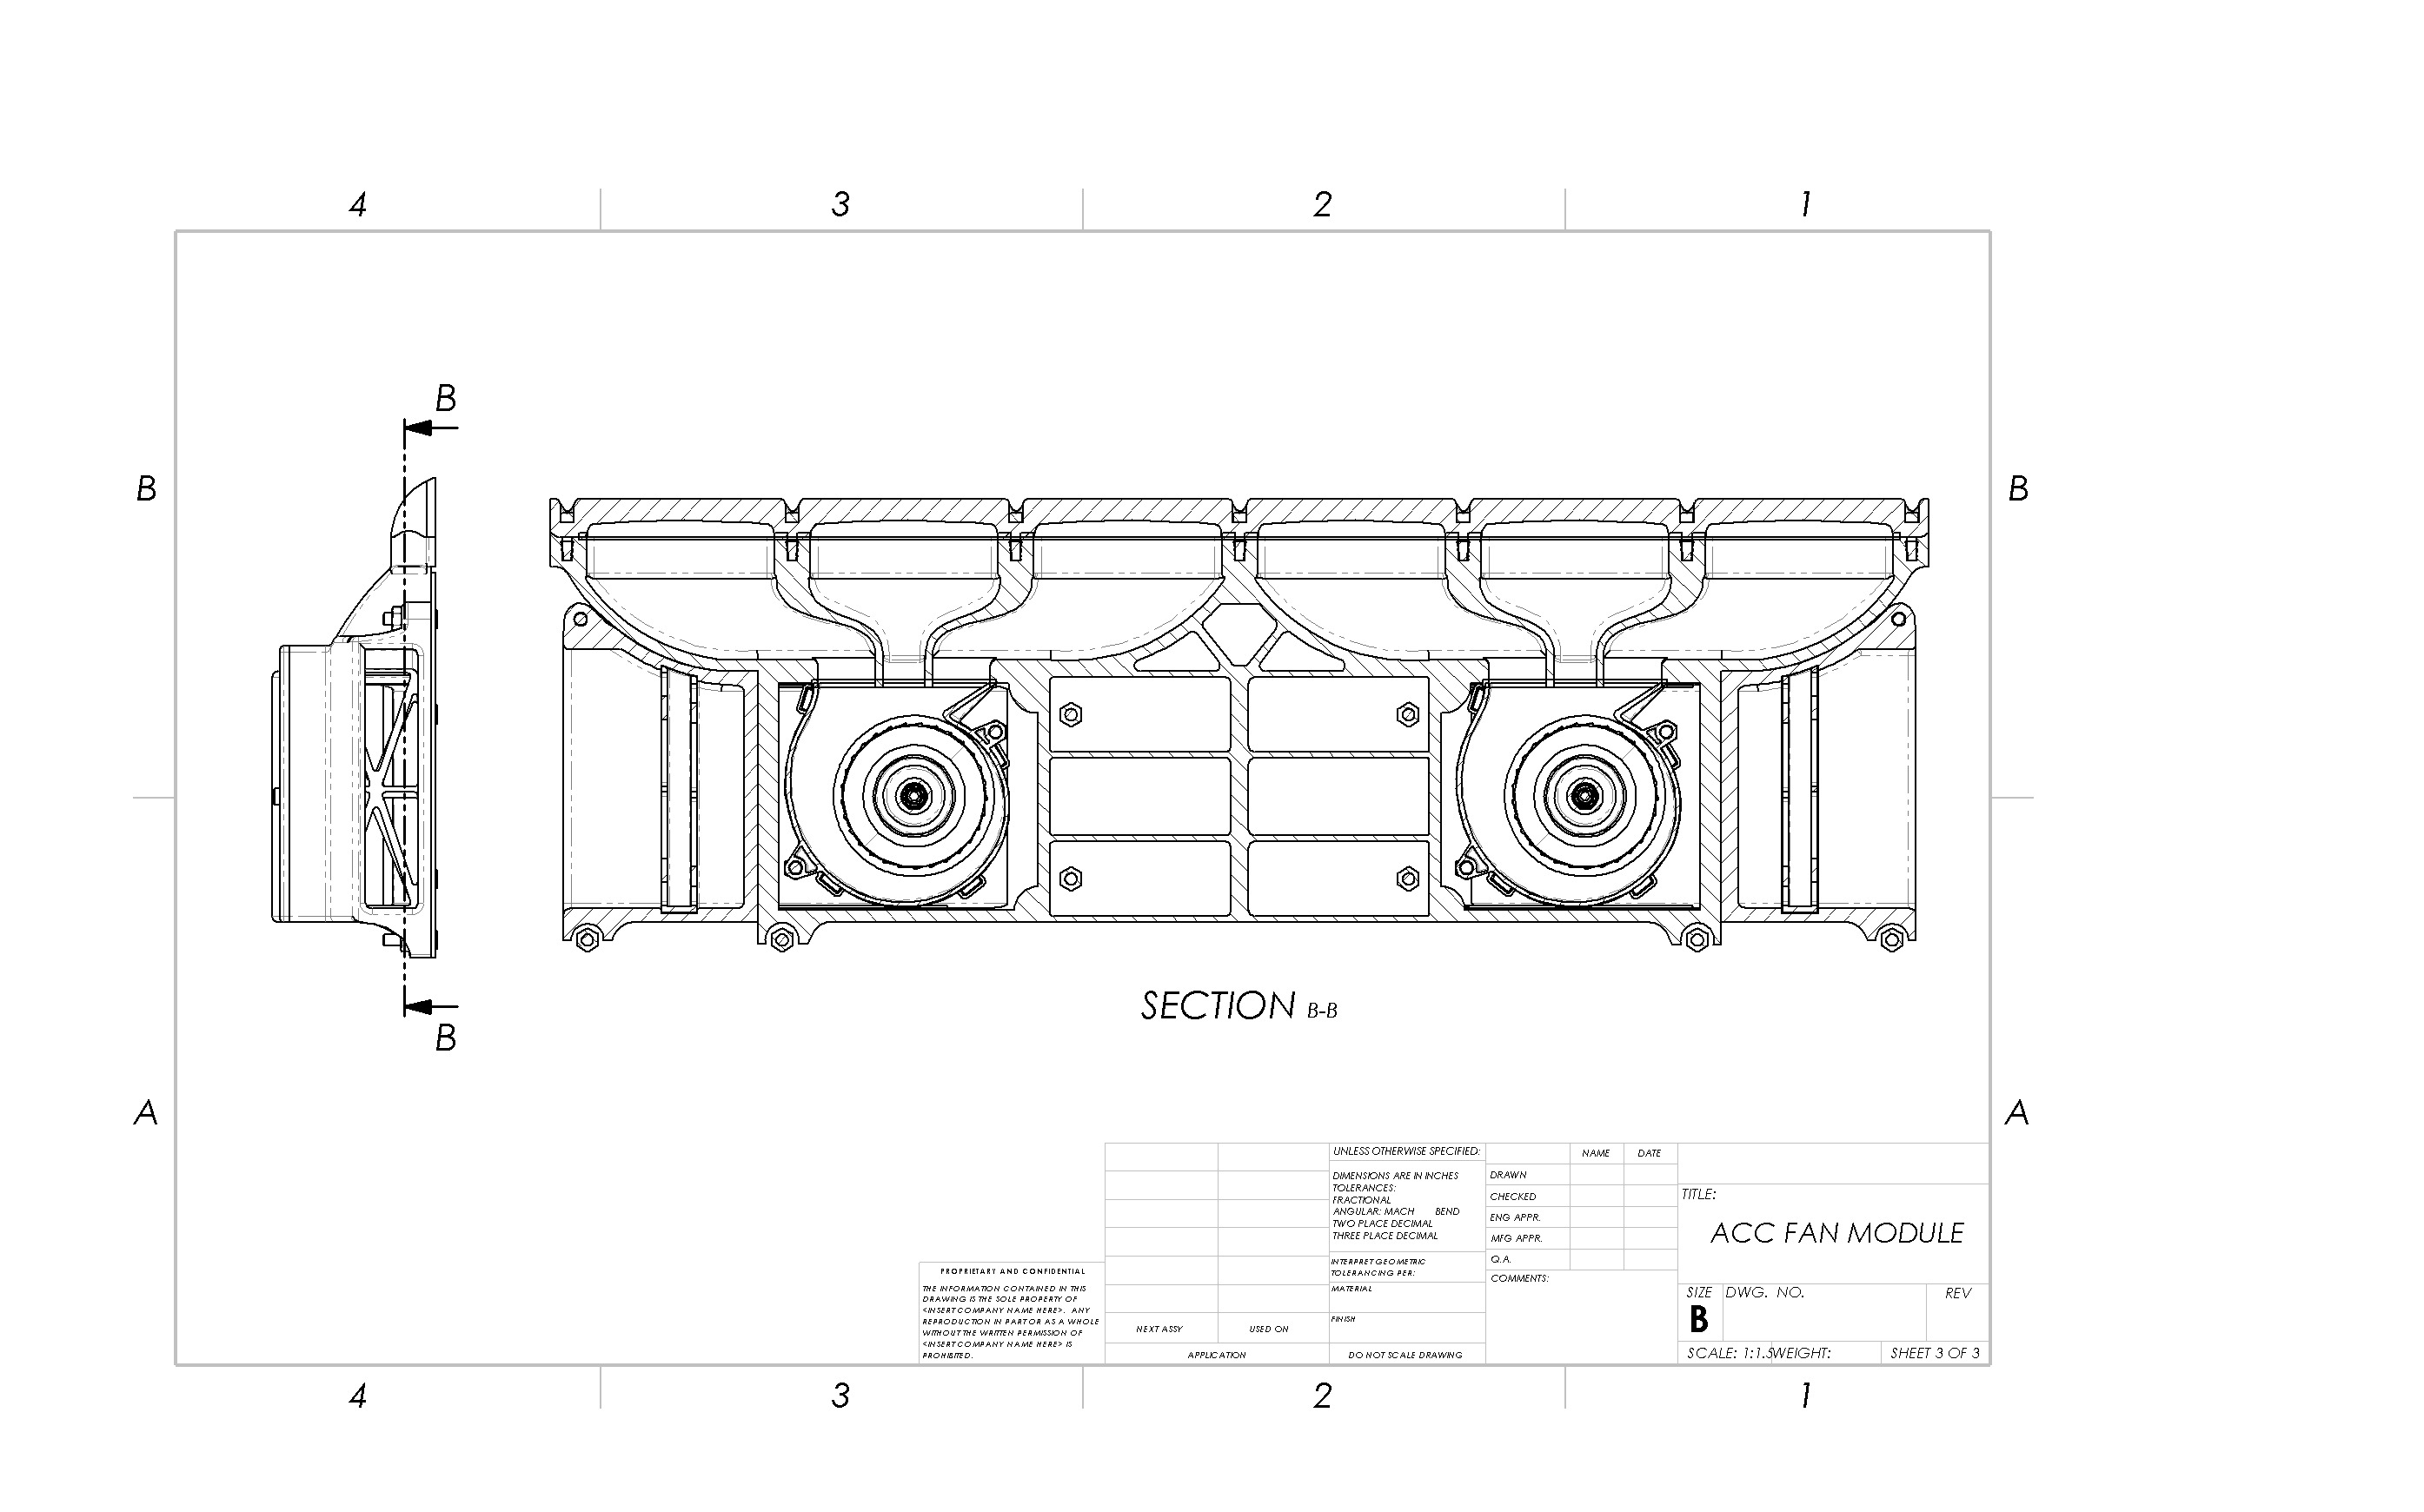 4 3 2 1
B
B B
B
SECTION B-B
A A
UNLESS OTHERWISE SPECIFIED:
DIMENSIONS ARE IN INCHES
TOLERANCES:
FRACTIONAL
ANGULAR: MACH BEND
TWO PLACE DECIMAL
THREE PLACE DECIMAL
INTERPRET GEOMETRIC
TOLERANCING PER:
MATERIAL
FINISH
DO NOT SCALE DRAWING
NAME DATE
DRAWN
CHECKED
ENG APPR.
MFG APPR.
Q.A.
COMMENTS:
TITLE:
ACC FAN MODULE
SIZE DWG. NO. REV
B
SCALE: 1:1.5 WEIGHT: SHEET 3 OF 3
PROPRIETARY AND CONFIDENTIAL
THE INFORMATION CONTAINED IN THIS
DRAWING IS THE SOLE PROPERTY OF
<INSERT COMPANY NAME HERE>. ANY
REPRODUCTION IN PART OR AS A WHOLE
WITHOUT THE WRITTEN PERMISSION OF
<INSERT COMPANY NAME HERE> IS
PROHIBITED.
NEXT ASSY USED ON
APPLICATION
4 3 2 1